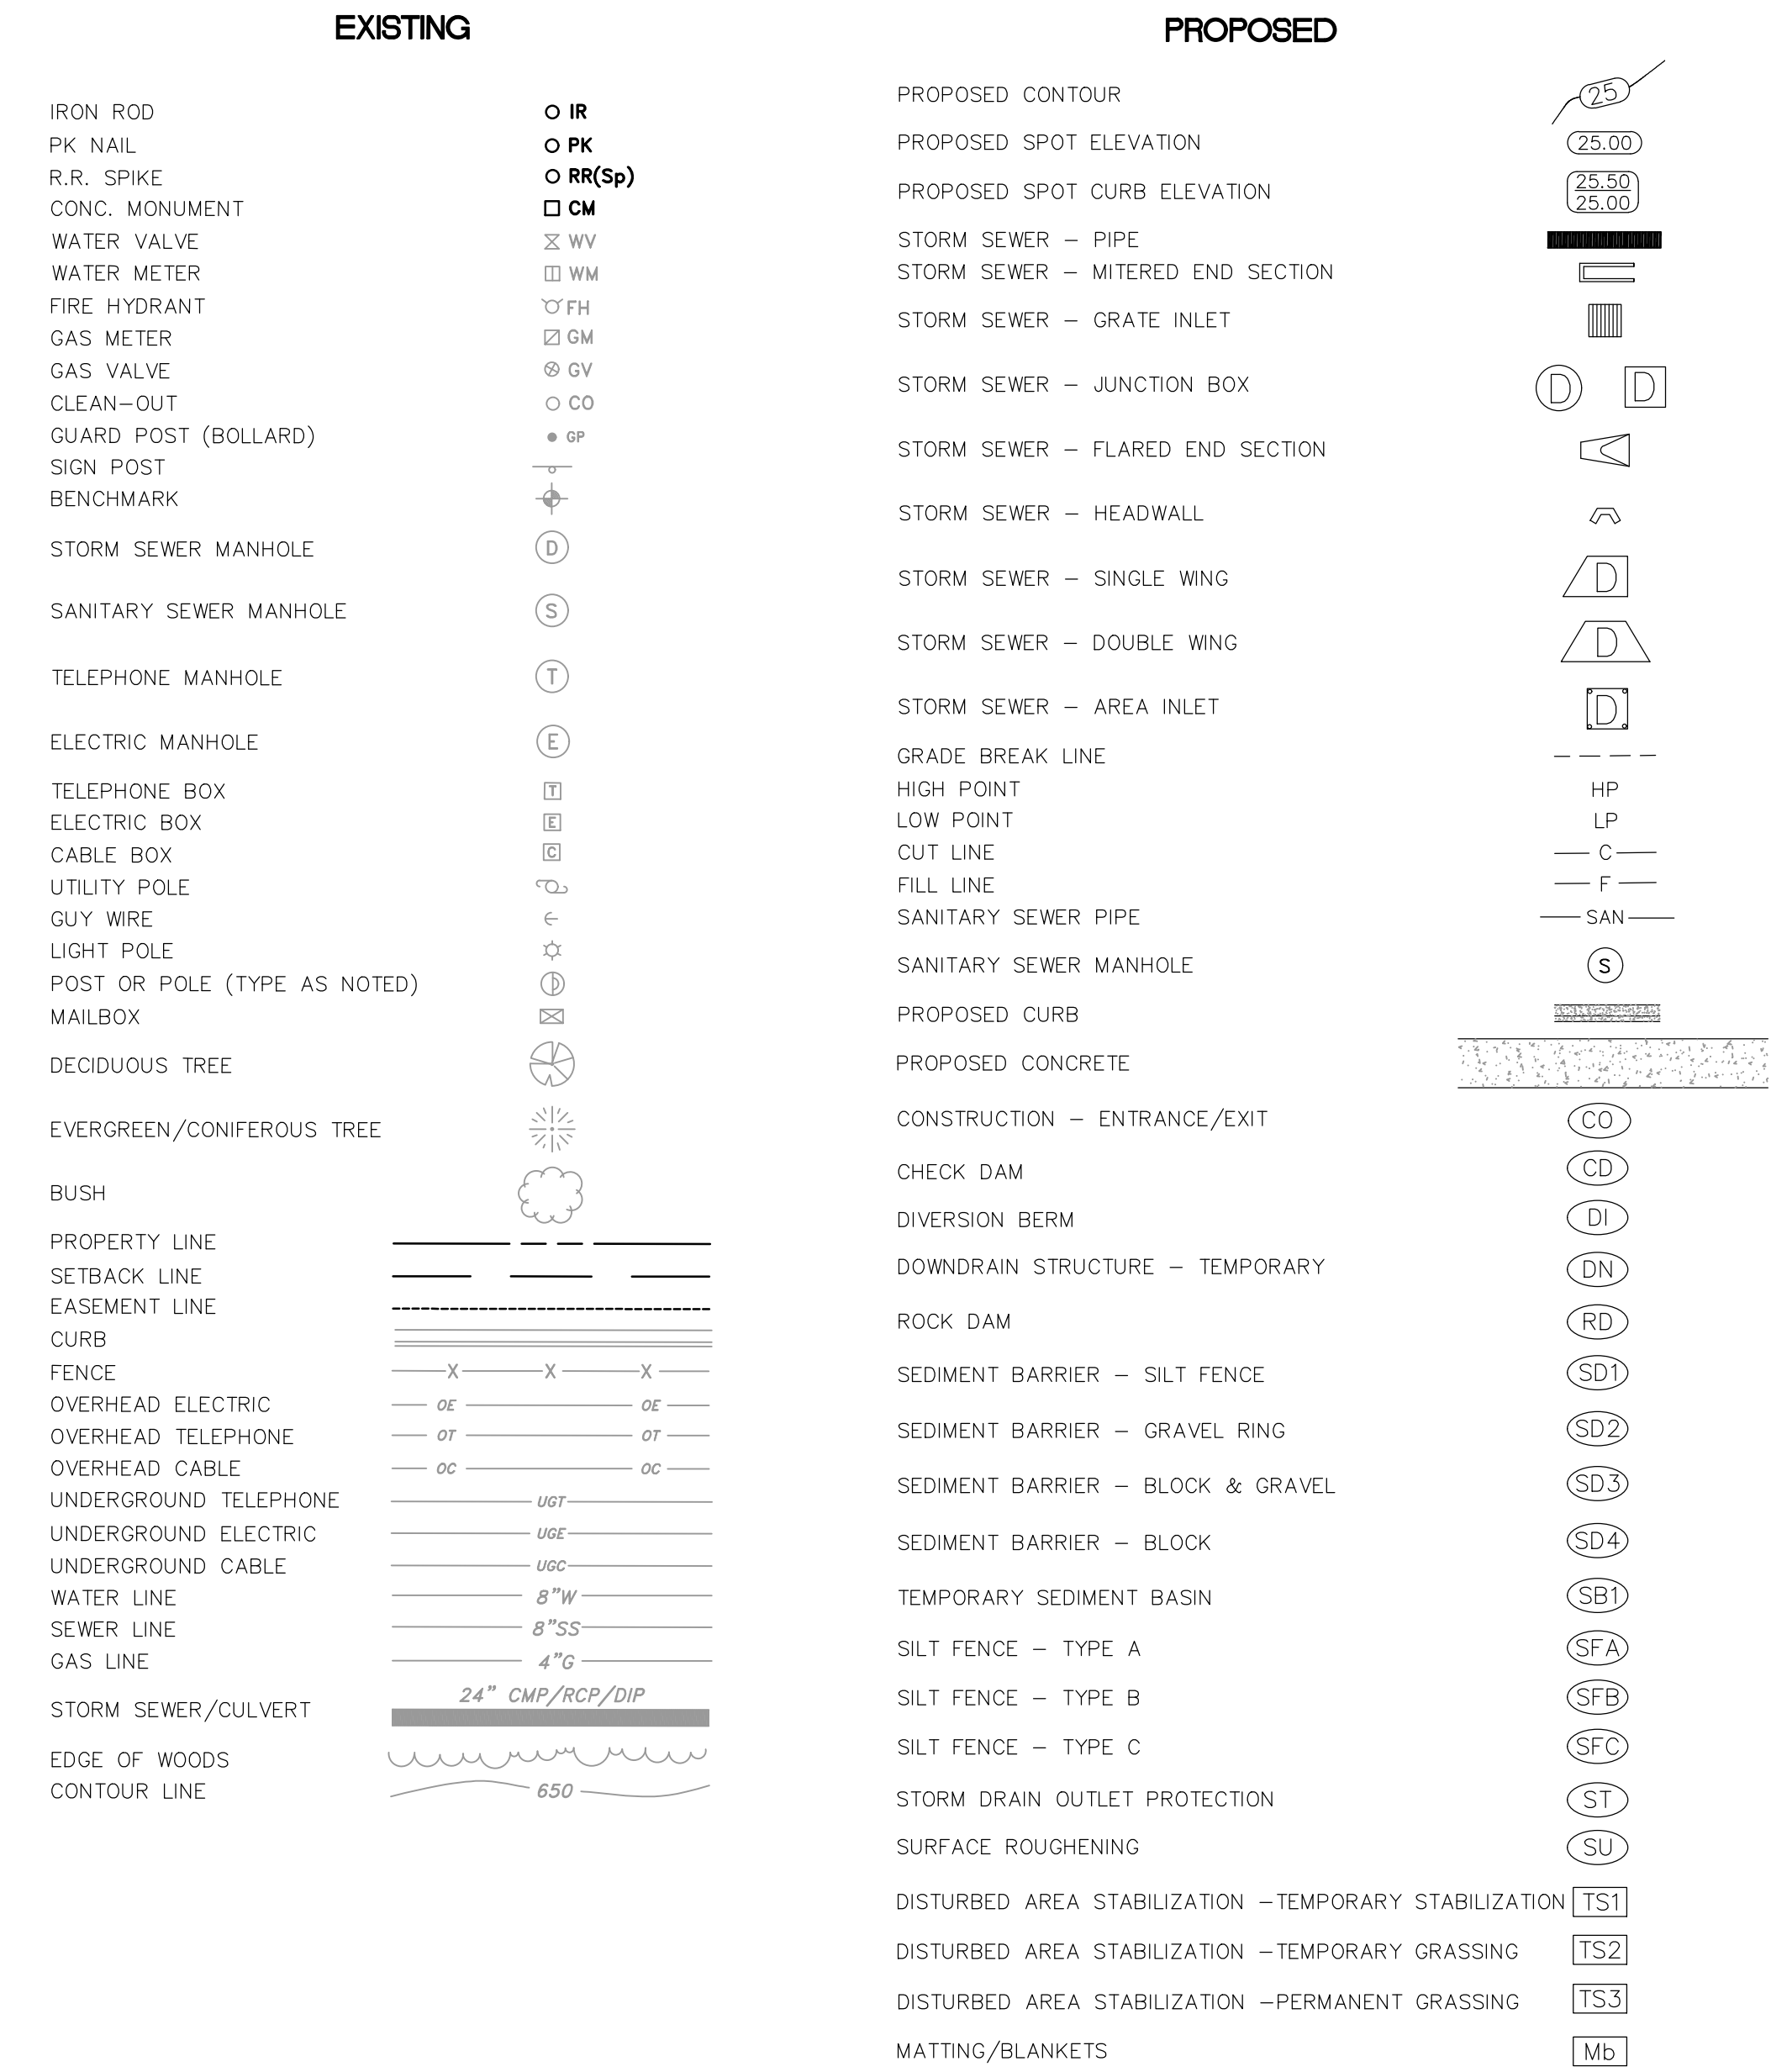 EXISTING
IRON ROD IR
PK NAIL PK
R.R. SPIKE RR(Sp)
CONC. MONUMENT CM
WATER VALVE WV
WATER METER WM
FIRE HYDRANT FH
GAS METER GM
GAS VALVE GV
CLEAN-OUT CO
GUARD POST (BOLLARD) GP
SIGN POST
BENCHMARK
STORM SEWER MANHOLE D
SANITARY SEWER MANHOLE S
TELEPHONE MANHOLE T
ELECTRIC MANHOLE E
TELEPHONE BOX T
ELECTRIC BOX E
CABLE BOX C
UTILITY POLE
GUY WIRE
LIGHT POLE
POST OR POLE (TYPE AS NOTED)
MAILBOX
DECIDUOUS TREE
EVERGREEN/CONIFEROUS TREE
BUSH
PROPERTY LINE
SETBACK LINE
EASEMENT LINE
CURB
FENCE X X X
OVERHEAD ELECTRIC OE OE
OVERHEAD TELEPHONE OT OT
OVERHEAD CABLE OC OC
UNDERGROUND TELEPHONE UGT
UNDERGROUND ELECTRIC UGE
UNDERGROUND CABLE UGC
WATER LINE 8"W
SEWER LINE 8"SS
GAS LINE 4"G
24" CMP/RCP/DIP
STORM SEWER/CULVERT
EDGE OF WOODS
CONTOUR LINE 650
PROPOSED
PROPOSED CONTOUR 25
PROPOSED SPOT ELEVATION 25.00
25.50
PROPOSED SPOT CURB ELEVATION
25.00
STORM SEWER - PIPE
STORM SEWER - MITERED END SECTION
STORM SEWER - GRATE INLET
STORM SEWER - JUNCTION BOX D D
STORM SEWER - FLARED END SECTION
STORM SEWER - HEADWALL
STORM SEWER - SINGLE WING D
STORM SEWER - DOUBLE WING D
STORM SEWER - AREA INLET D
GRADE BREAK LINE
HIGH POINT HP
LOW POINT LP
CUT LINE C
FILL LINE F
SANITARY SEWER PIPE SAN
SANITARY SEWER MANHOLE S
PROPOSED CURB
PROPOSED CONCRETE
CONSTRUCTION - ENTRANCE/EXIT CO
CHECK DAM CD
DIVERSION BERM DI
DOWNDRAIN STRUCTURE - TEMPORARY DN
ROCK DAM RD
SEDIMENT BARRIER - SILT FENCE SD1
SEDIMENT BARRIER - GRAVEL RING SD2
SEDIMENT BARRIER - BLOCK & GRAVEL SD3
SEDIMENT BARRIER - BLOCK SD4
TEMPORARY SEDIMENT BASIN SB1
SILT FENCE - TYPE A SFA
SILT FENCE - TYPE B SFB
SILT FENCE - TYPE C SFC
STORM DRAIN OUTLET PROTECTION ST
SURFACE ROUGHENING SU
DISTURBED AREA STABILIZATION -TEMPORARY STABILIZATION TS1
DISTURBED AREA STABILIZATION -TEMPORARY GRASSING TS2
DISTURBED AREA STABILIZATION -PERMANENT GRASSING TS3
MATTING/BLANKETS Mb